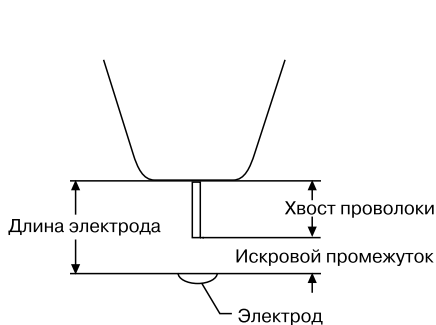 Хвост проволоки
Длина электрода
Искровой промежуток
Электрод